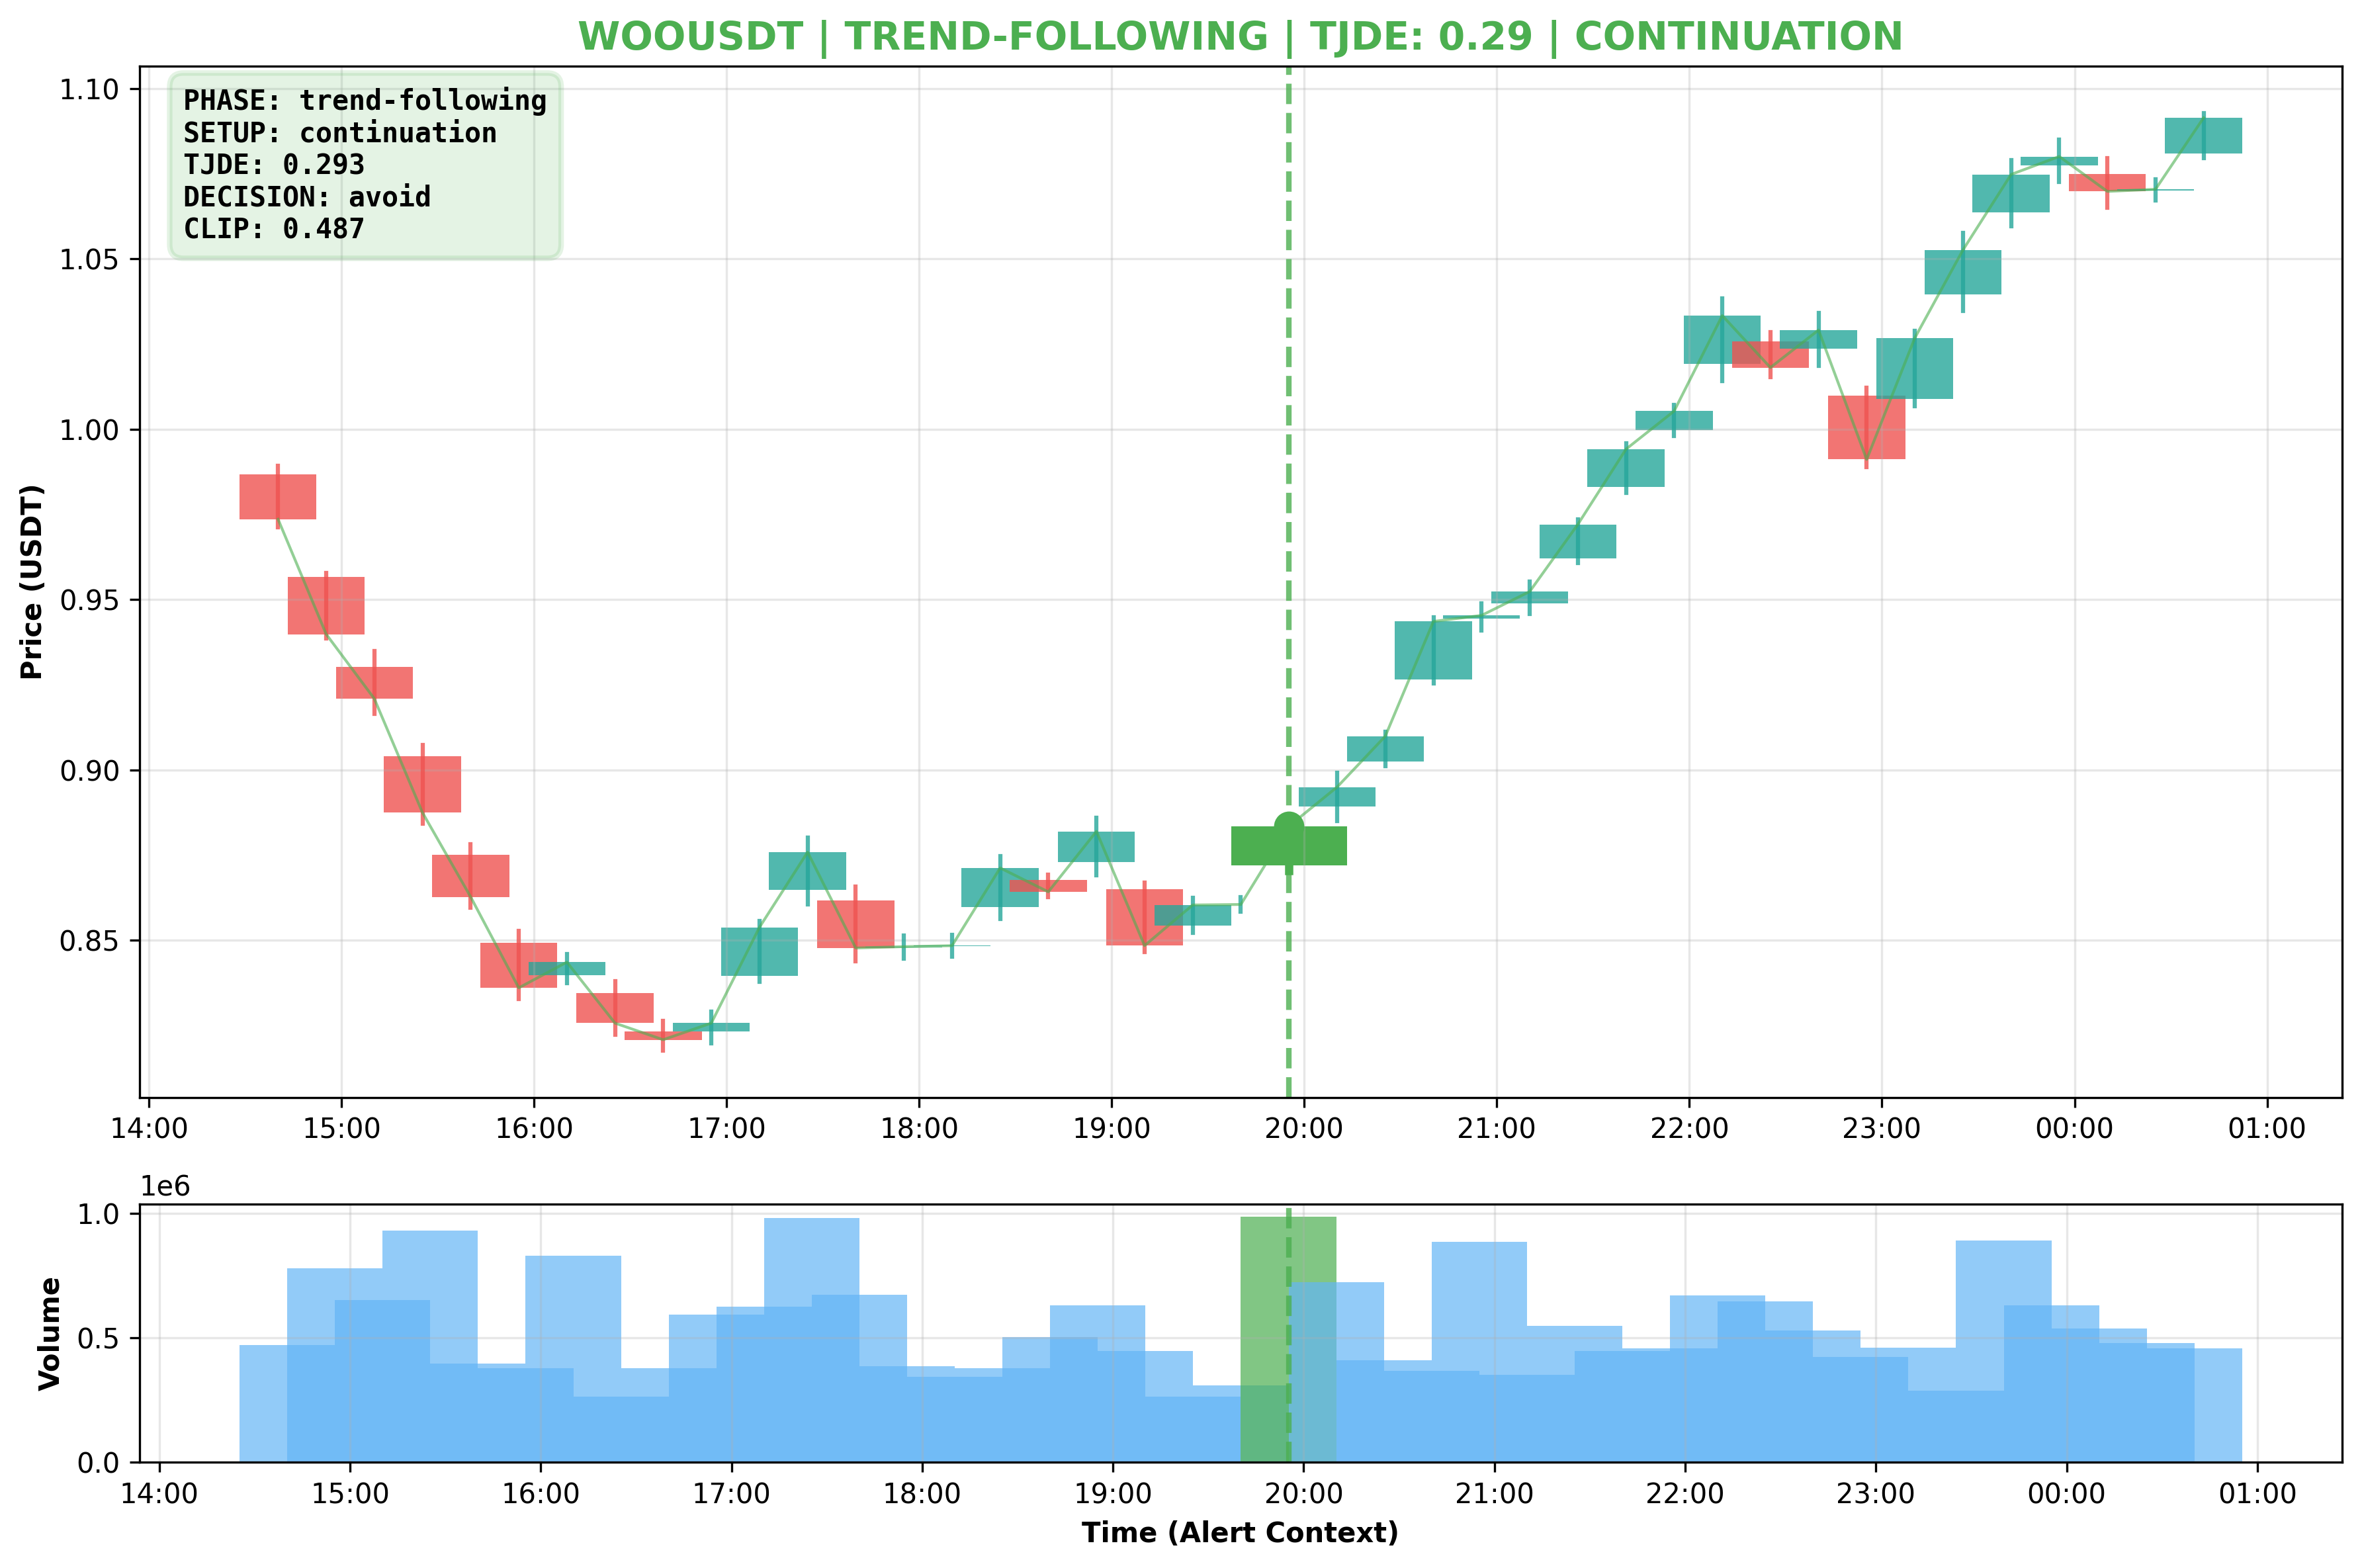 WOOUSDT | TREND-FOLLOWING | TJDE: 0.29 | CONTINUATION
PHASE: trend-following
SETUP: continuation
TJDE: 0.293
DECISION: avoid
CLIP: 0.487
Price (USDT)
1.10
1.05
1.00
0.95
0.90
0.85
14:00 15:00 16:00 17:00 18:00 19:00 20:00 21:00 22:00 23:00 00:00 01:00
1e6
Volume
1.0
0.5
0.0
14:00 15:00 16:00 17:00 18:00 19:00 20:00 21:00 22:00 23:00 00:00 01:00
Time (Alert Context)